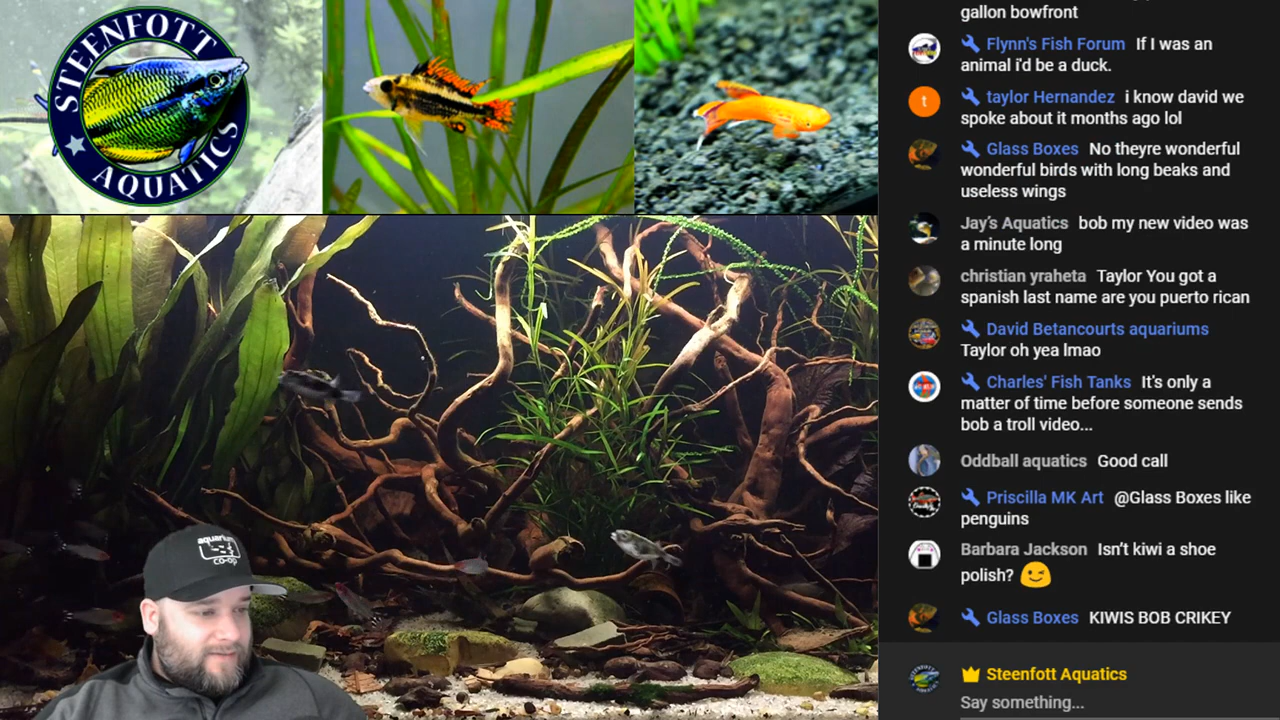 STEENFOTT
AQUATICS
aquarium
co-op
gallon bowfront
Flynn's Fish Forum If I was an
animal i'd be a duck.
taylor Hernandez i know david we
spoke about it months ago lol
Glass Boxes No theyre wonderful
wonderful birds with long beaks and
useless wings
Jay's Aquatics bob my new video was
a minute long
christian yraheta Taylor You got a
spanish last name are you puerto rican
David Betancourts aquariums
Taylor oh yea lmao
Charles' Fish Tanks It's only a
matter of time before someone sends
bob a troll video...
Oddball aquatics Good call
Priscilla MK Art @Glass Boxes like
penguins
Barbara Jackson Isn't kiwi a shoe
polish? 😉
Glass Boxes KIWIS BOB CRIKEY
Steenfott Aquatics
Say something...
t